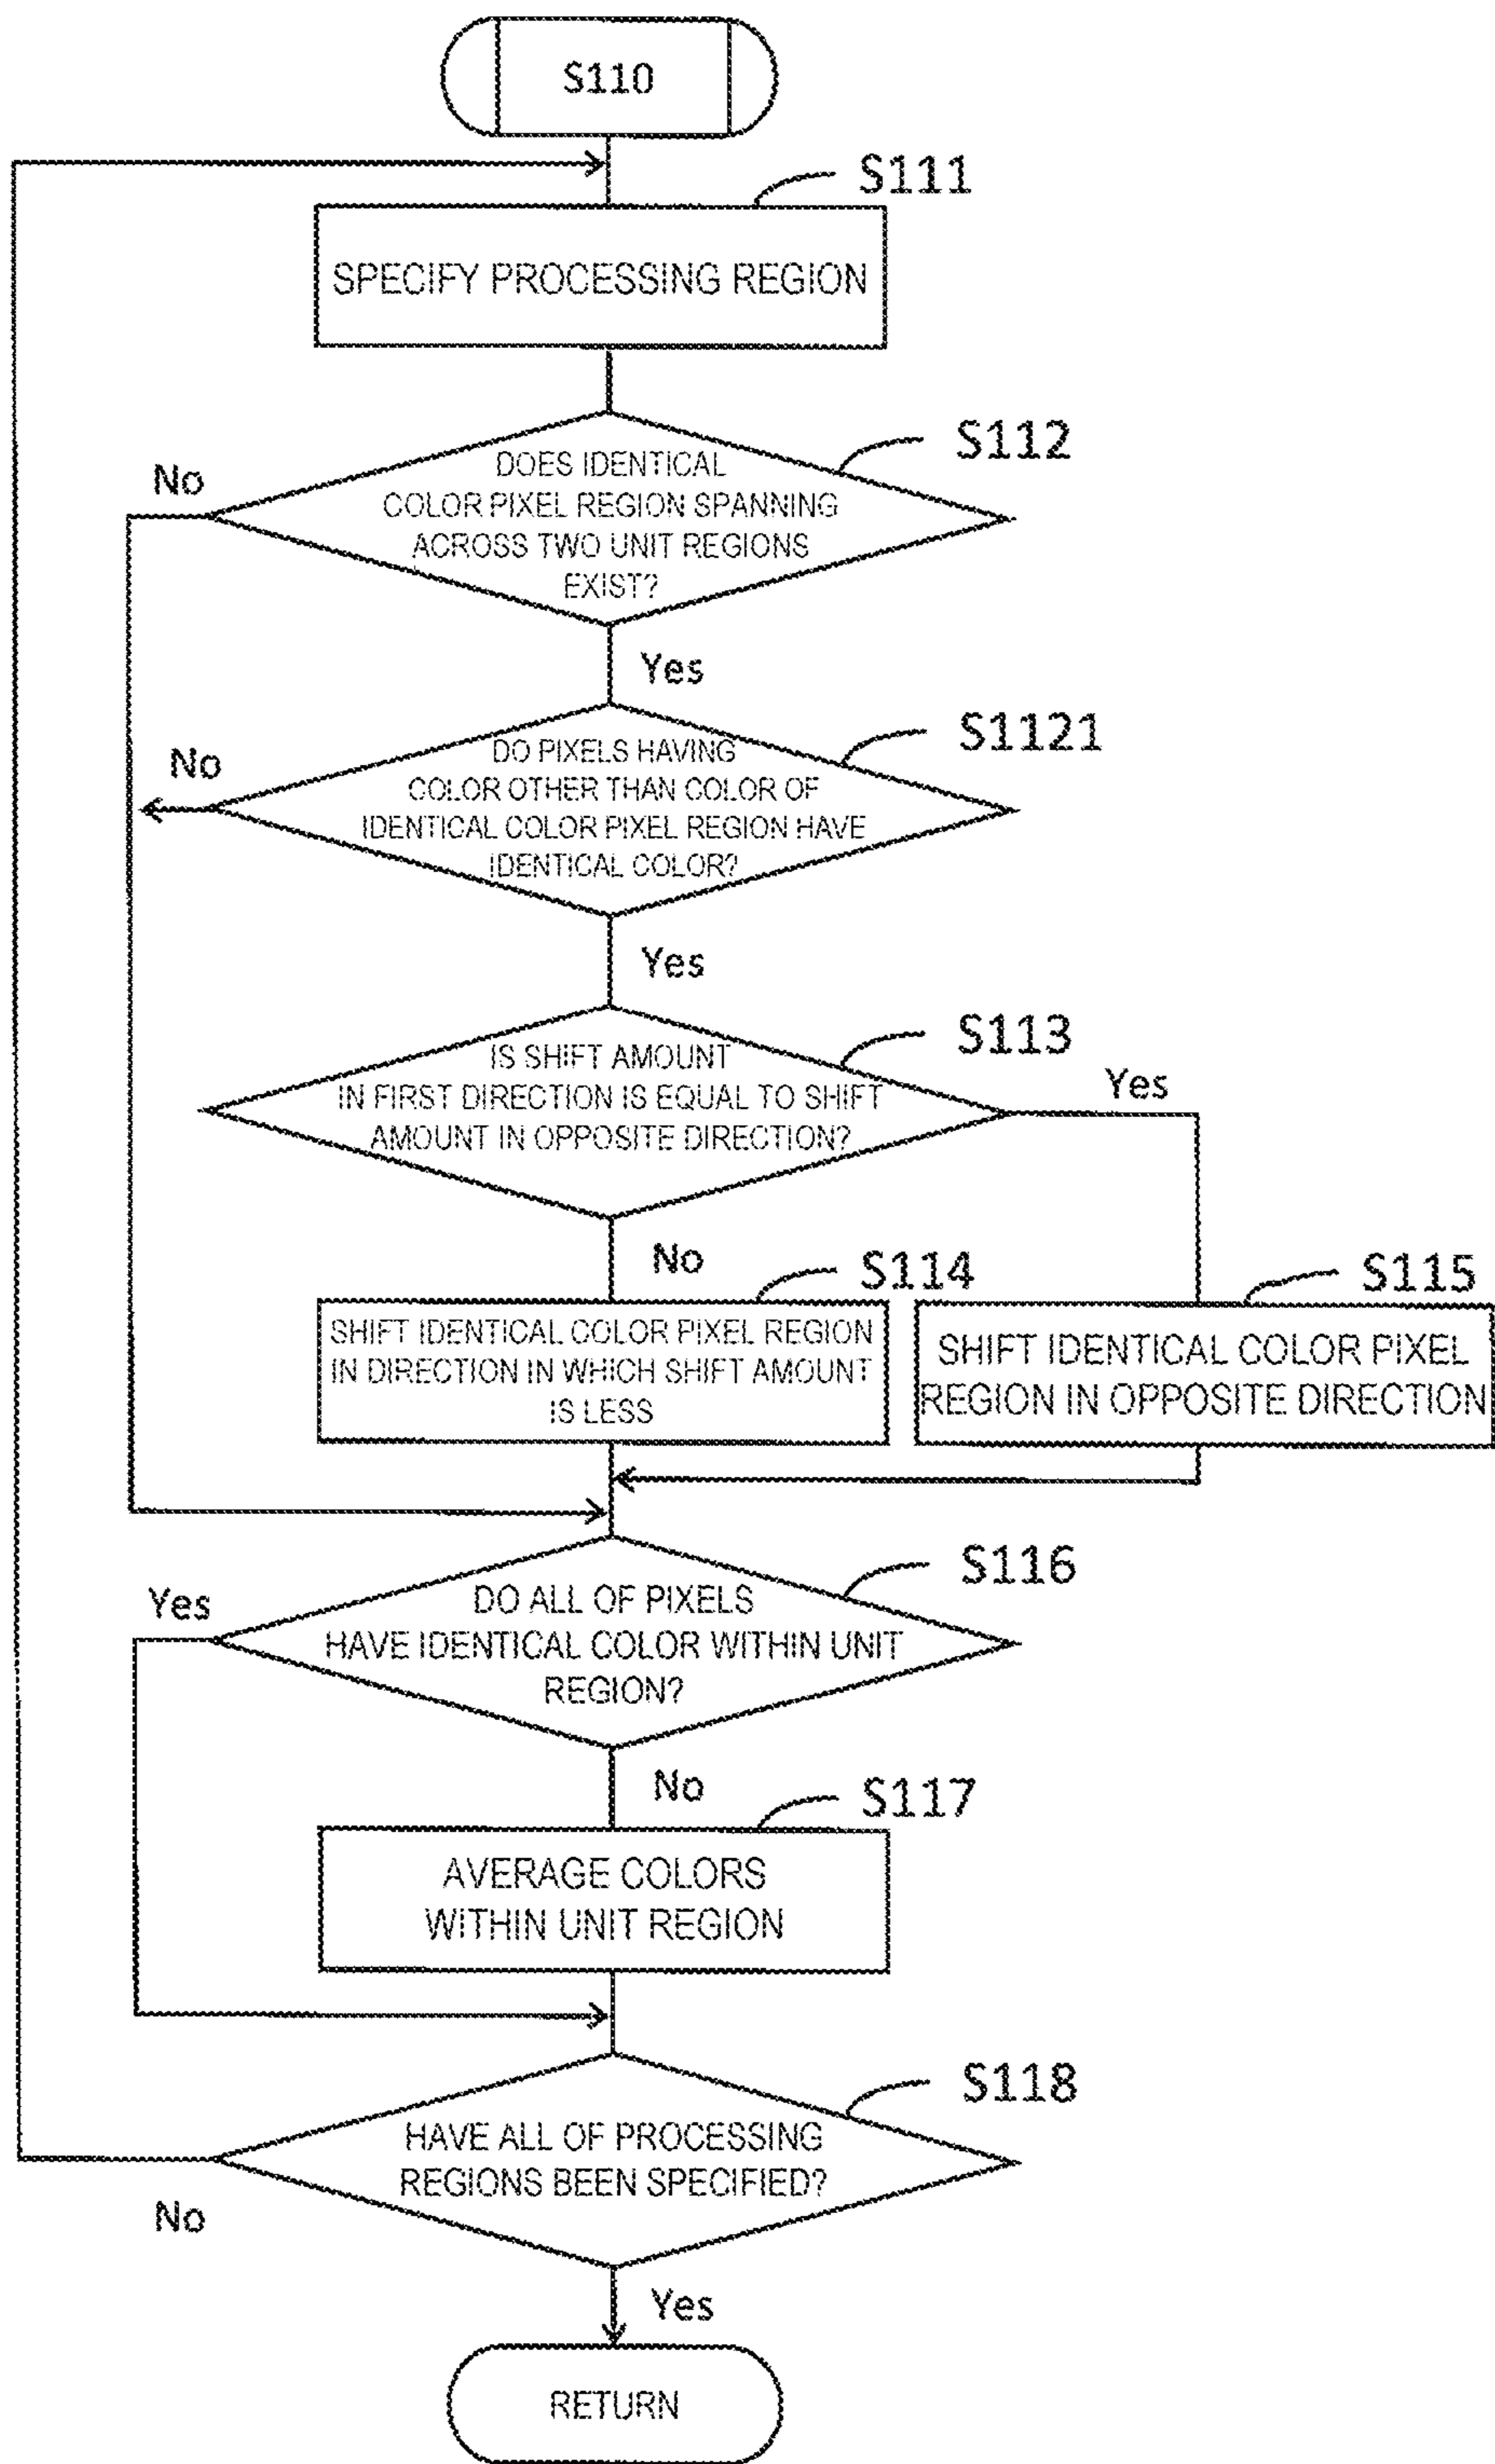 S110
S111
SPECIFY PROCESSING REGION
S112
No
DOES IDENTICAL
COLOR PIXEL REGION SPANNING
ACROSS TWO UNIT REGIONS
EXIST?
Yes
S1121
No
DO PIXELS HAVING
COLOR OTHER THAN COLOR OF
IDENTICAL COLOR PIXEL REGION HAVE
IDENTICAL COLOR?
Yes
S113
IS SHIFT AMOUNT
IN FIRST DIRECTION IS EQUAL TO SHIFT
AMOUNT IN OPPOSITE DIRECTION?
Yes
No
S114
SHIFT IDENTICAL COLOR PIXEL REGION
IN DIRECTION IN WHICH SHIFT AMOUNT
IS LESS
S115
SHIFT IDENTICAL COLOR PIXEL
REGION IN OPPOSITE DIRECTION
S116
Yes
DO ALL OF PIXELS
HAVE IDENTICAL COLOR WITHIN UNIT
REGION?
No
S117
AVERAGE COLORS
WITHIN UNIT REGION
S118
HAVE ALL OF PROCESSING
REGIONS BEEN SPECIFIED?
No
Yes
RETURN